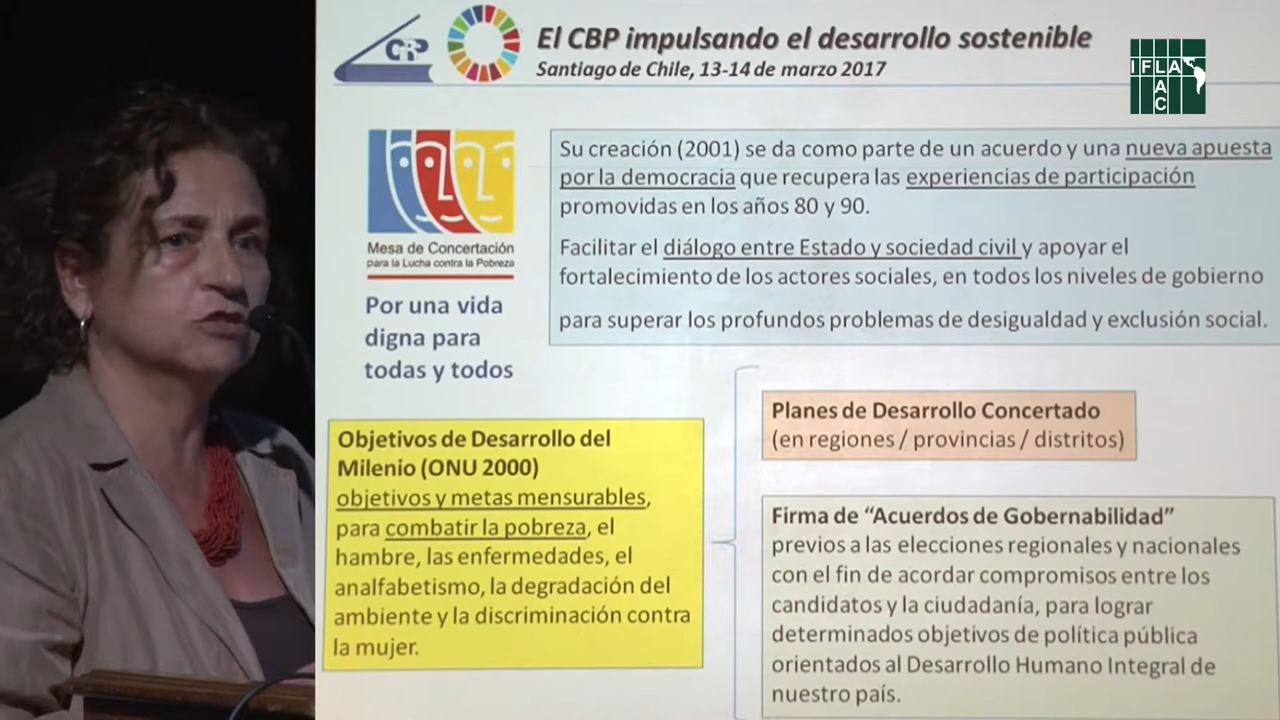 CBP
El CBP impulsando el desarrollo sostenible
Santiago de Chile, 13-14 de marzo 2017
IFLA
LAC
Mesa de Concertación
para la Lucha contra la Pobreza
Por una vida
digna para
todas y todos
Su creación (2001) se da como parte de un acuerdo y una nueva apuesta
por la democracia que recupera las experiencias de participación
promovidas en los años 80 y 90.
Facilitar el diálogo entre Estado y sociedad civil y apoyar el
fortalecimiento de los actores sociales, en todos los niveles de gobierno
para superar los profundos problemas de desigualdad y exclusión social.
Objetivos de Desarrollo del
Milenio (ONU 2000)
objetivos y metas mensurables,
para combatir la pobreza, el
hambre, las enfermedades, el
analfabetismo, la degradación del
ambiente y la discriminación contra
la mujer.
Planes de Desarrollo Concertado
(en regiones / provincias / distritos)
Firma de “Acuerdos de Gobernabilidad”
previos a las elecciones regionales y nacionales
con el fin de acordar compromisos entre los
candidatos y la ciudadanía, para lograr
determinados objetivos de política pública
orientados al Desarrollo Humano Integral de
nuestro país.